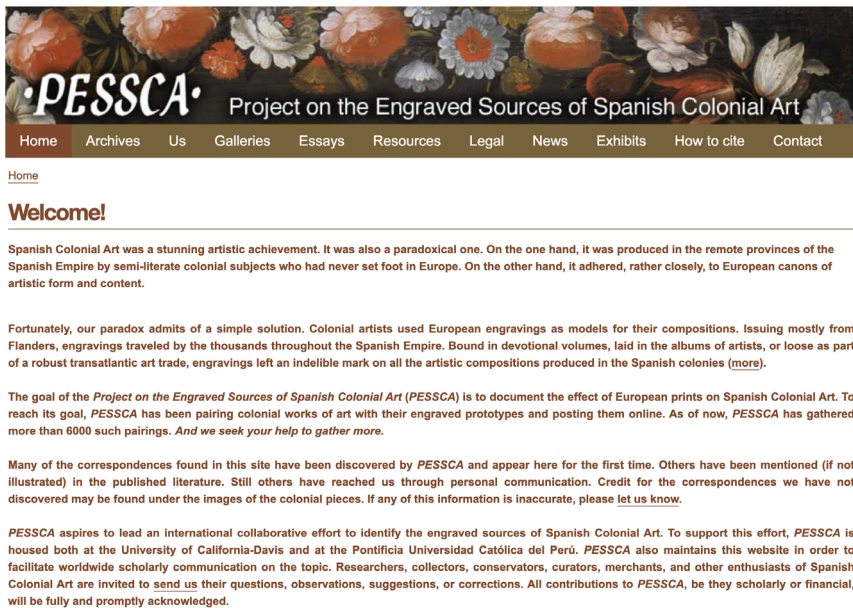 ·PESSCA· Project on the Engraved Sources of Spanish Colonial Art
Home Archives Us Galleries Essays Resources Legal News Exhibits How to cite Contact
Home
Welcome!
Spanish Colonial Art was a stunning artistic achievement. It was also a paradoxical one. On the one hand, it was produced in the remote provinces of the
Spanish Empire by semi-literate colonial subjects who had never set foot in Europe. On the other hand, it adhered, rather closely, to European canons of
artistic form and content.
Fortunately, our paradox admits of a simple solution. Colonial artists used European engravings as models for their compositions. Issuing mostly from
Flanders, engravings traveled by the thousands throughout the Spanish Empire. Bound in devotional volumes, laid in the albums of artists, or loose as part
of a robust transatlantic art trade, engravings left an indelible mark on all the artistic compositions produced in the Spanish colonies (more).
The goal of the Project on the Engraved Sources of Spanish Colonial Art (PESSCA) is to document the effect of European prints on Spanish Colonial Art. To
reach its goal, PESSCA has been pairing colonial works of art with their engraved prototypes and posting them online. As of now, PESSCA has gathered
more than 6000 such pairings. And we seek your help to gather more.
Many of the correspondences found in this site have been discovered by PESSCA and appear here for the first time. Others have been mentioned (if not
illustrated) in the published literature. Still others have reached us through personal communication. Credit for the correspondences we have not
discovered may be found under the images of the colonial pieces. If any of this information is inaccurate, please let us know.
PESSCA aspires to lead an international collaborative effort to identify the engraved sources of Spanish Colonial Art. To support this effort, PESSCA is
housed both at the University of California-Davis and at the Pontificia Universidad Católica del Perú. PESSCA also maintains this website in order to
facilitate worldwide scholarly communication on the topic. Researchers, collectors, conservators, curators, merchants, and other enthusiasts of Spanish
Colonial Art are invited to send us their questions, observations, suggestions, or corrections. All contributions to PESSCA, be they scholarly or financial,
will be fully and promptly acknowledged.